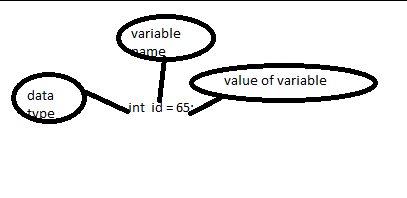 variable
name
value of variable
data
type
int id = 65;